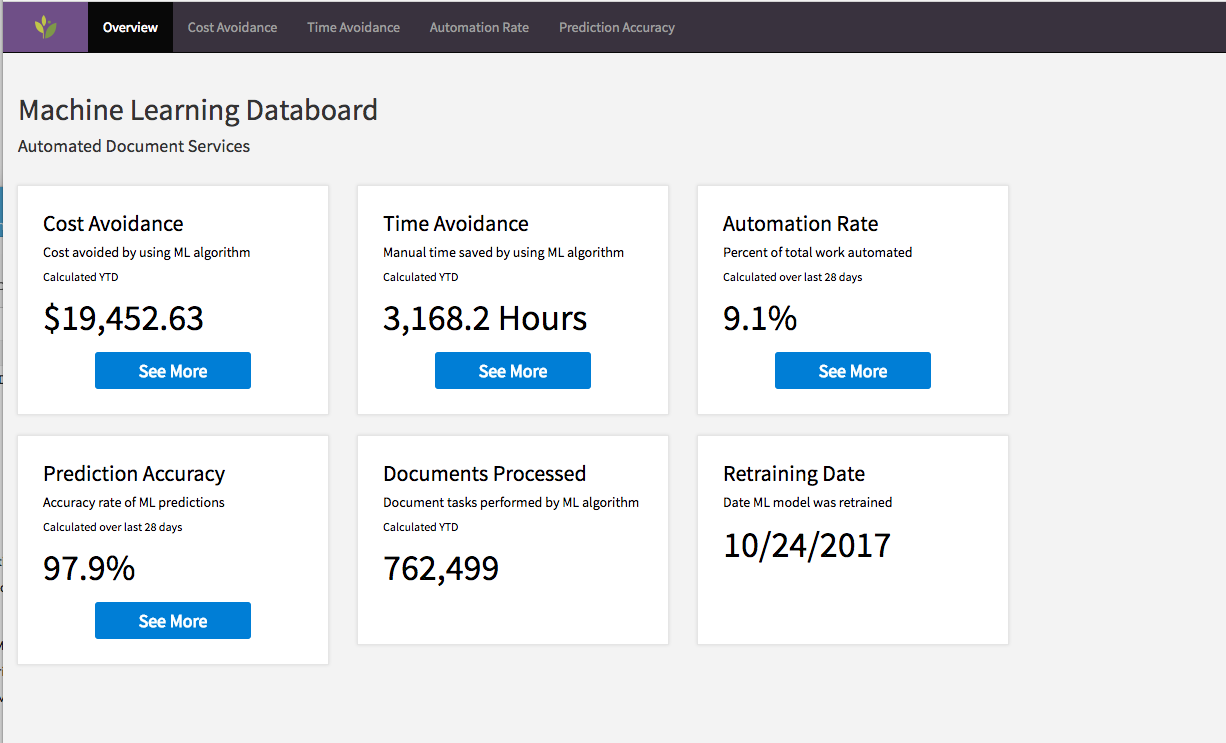 Overview Cost Avoidance Time Avoidance Automation Rate Prediction Accuracy
Machine Learning Databoard
Automated Document Services
Cost Avoidance
Cost avoided by using ML algorithm
Calculated YTD
$19,452.63
See More
Time Avoidance
Manual time saved by using ML algorithm
Calculated YTD
3,168.2 Hours
See More
Automation Rate
Percent of total work automated
Calculated over last 28 days
9.1%
See More
Prediction Accuracy
Accuracy rate of ML predictions
Calculated over last 28 days
97.9%
See More
Documents Processed
Document tasks performed by ML algorithm
Calculated YTD
762,499
Retraining Date
Date ML model was retrained
10/24/2017